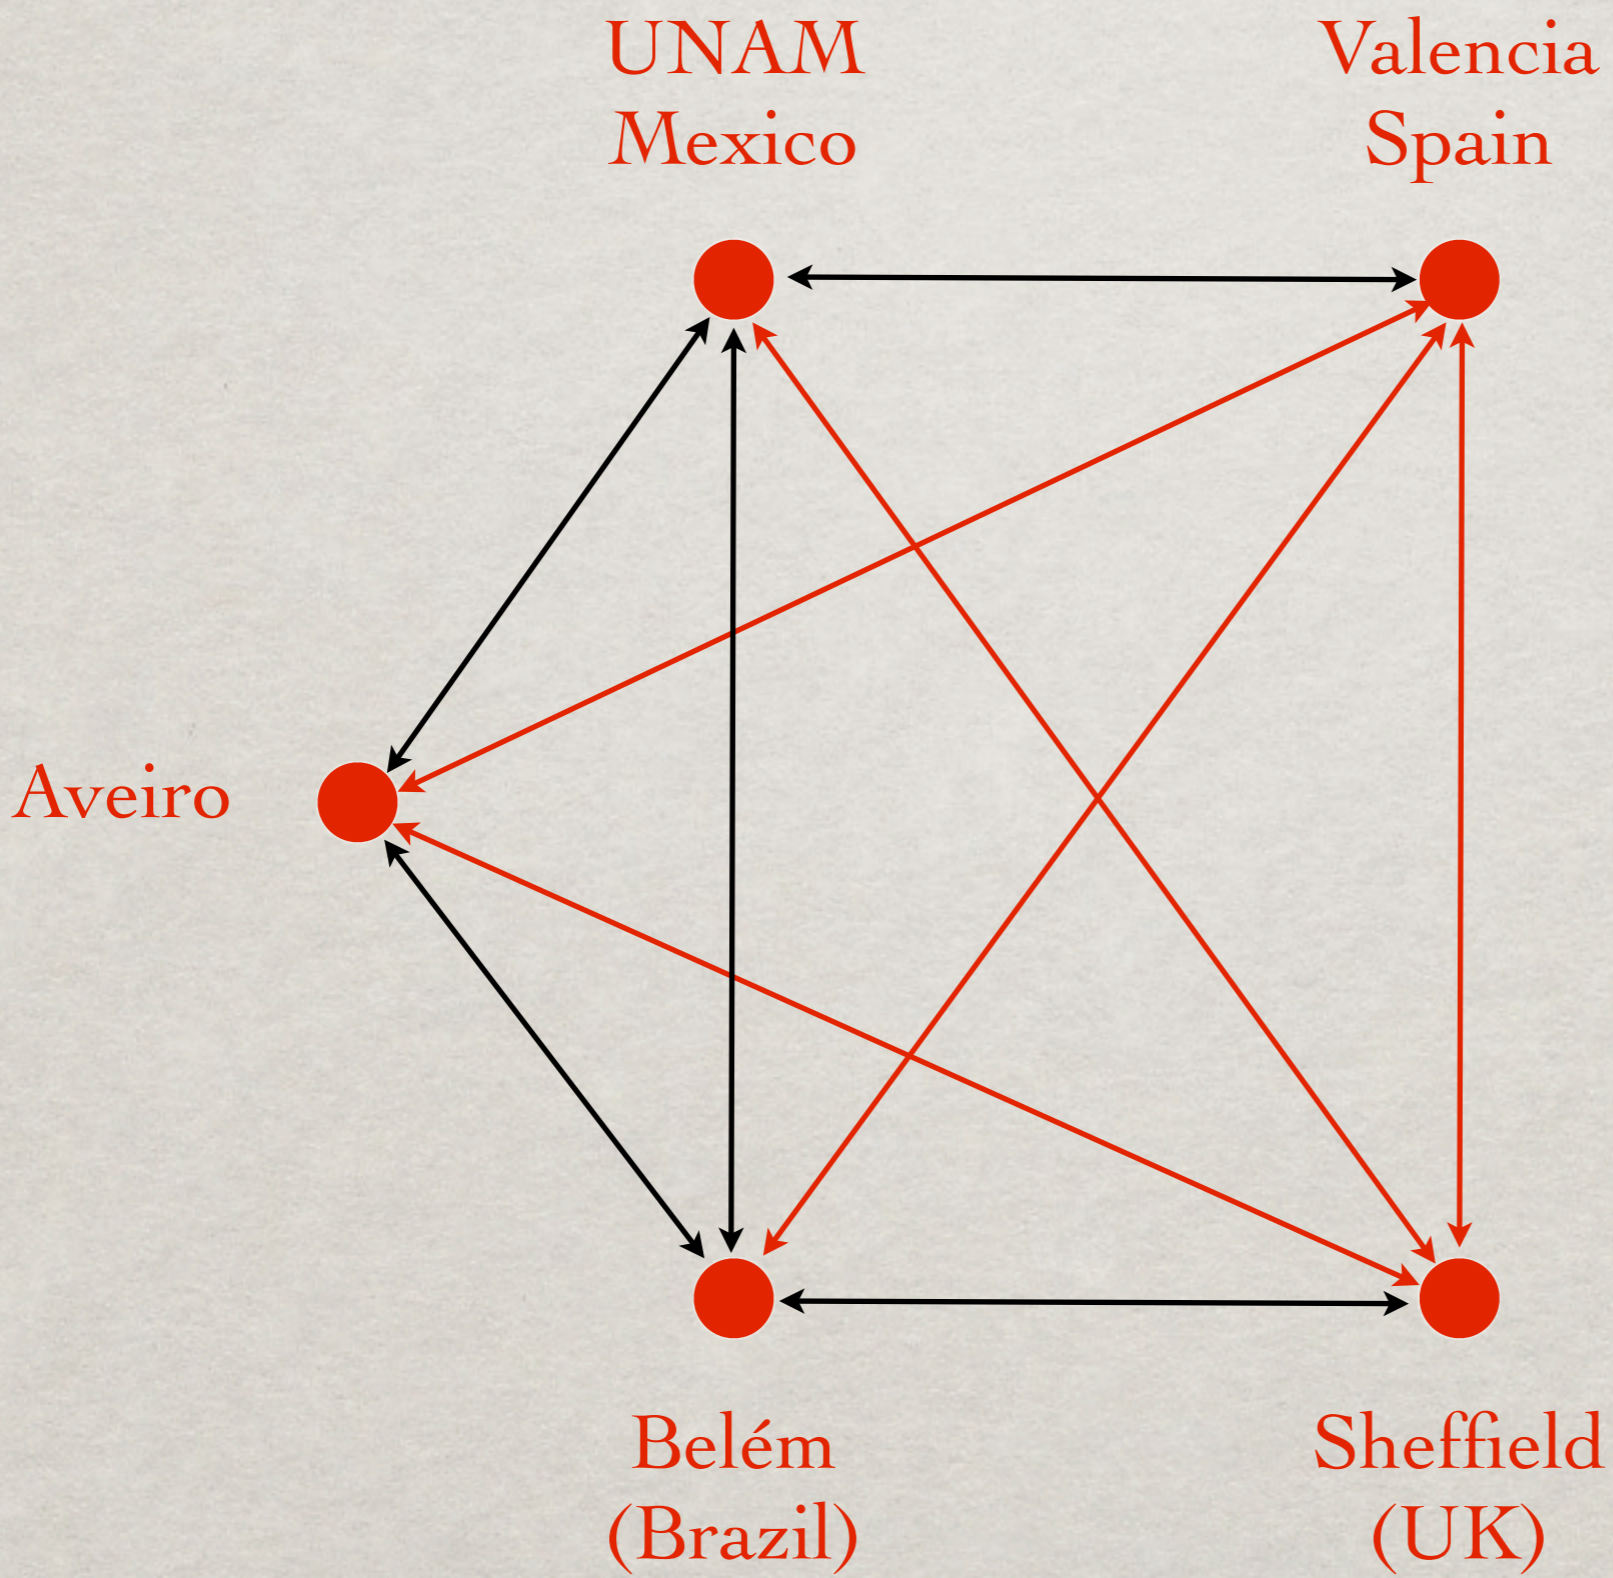 UNAM
Mexico
Valencia
Spain
Aveiro
Belém
(Brazil)
Sheffield
(UK)